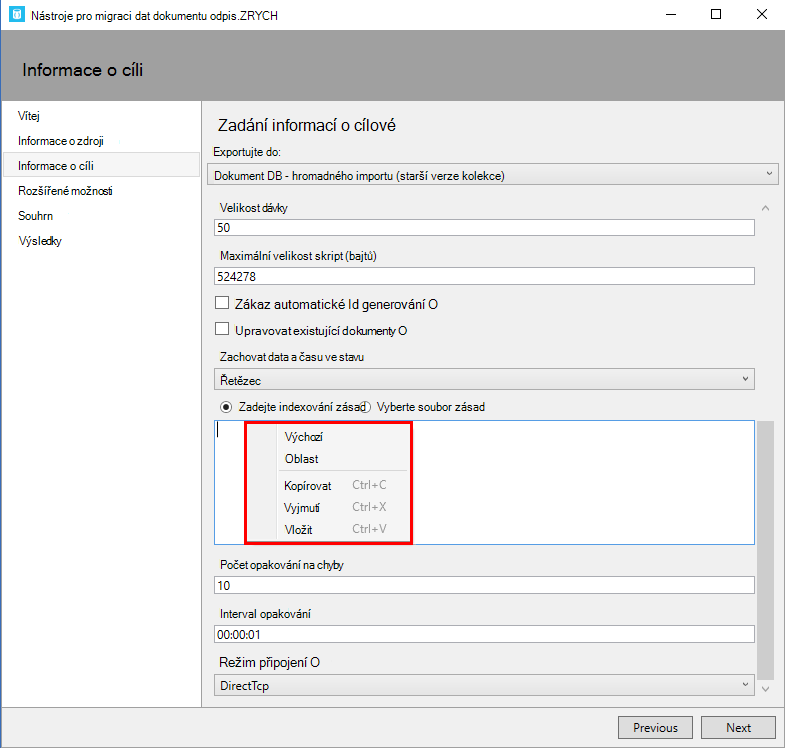 Nástroje pro migraci dat dokumentu odpis.ZRYCH
Informace o cíli
Vítej
Informace o zdroji
Informace o cíli
Rozšířené možnosti
Souhrn
Výsledky
Zadání informací o cílové
Exportujte do:
Dokument DB - hromadného importu (starší verze kolekce)
Velikost dávky
50
Maximální velikost skript (bajtů)
524278
Zákaz automatické Id generování O
Upravovat existující dokumenty O
Zachovat data a času ve stavu
Řetězec
Zadejte indexování zásad Vyberte soubor zásad
Výchozí
Oblast
Kopírovat Ctrl+C
Vyjmutí Ctrl+X
Vložit Ctrl+V
Počet opakování na chyby
10
Interval opakování
00:00:01
Režim připojení O
DirectTcp
Previous Next